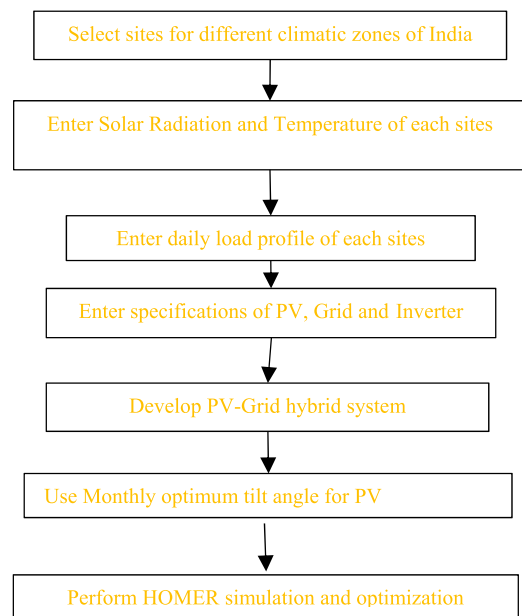 Select sites for different climatic zones of India
Enter Solar Radiation and Temperature of each sites
Enter daily load profile of each sites
Enter specifications of PV, Grid and Inverter
Develop PV-Grid hybrid system
Use Monthly optimum tilt angle for PV
Perform HOMER simulation and optimization